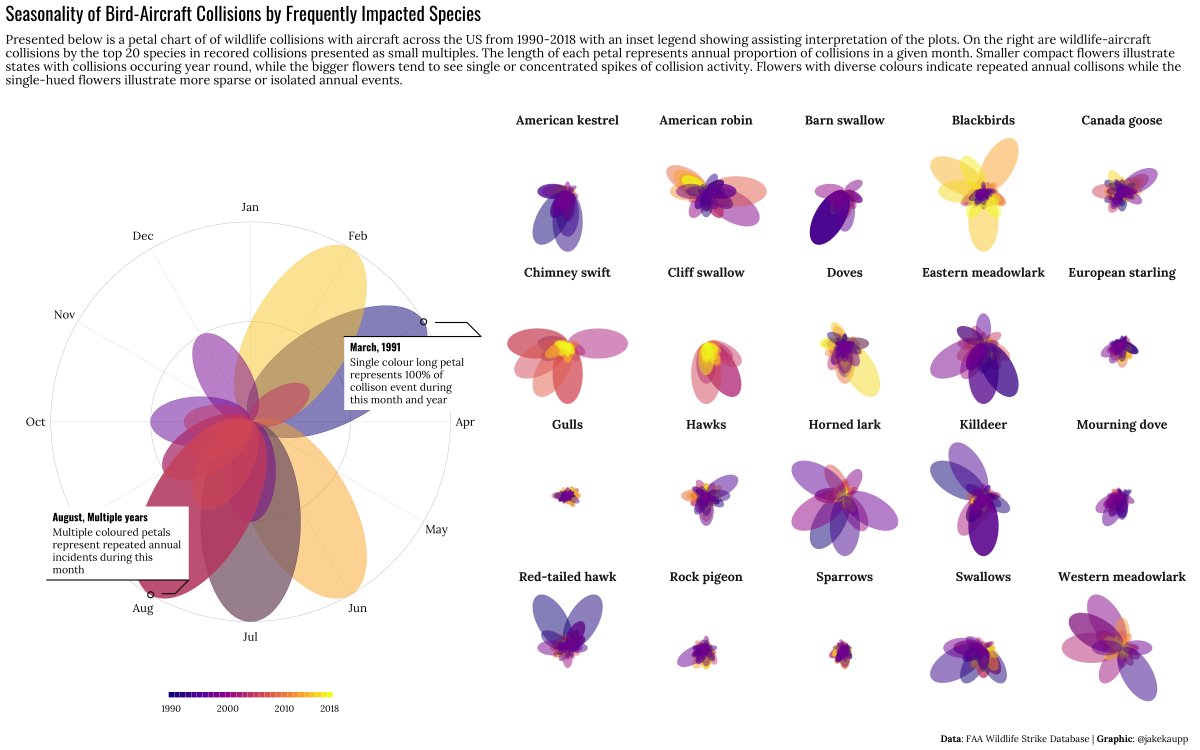 Seasonality of Bird-Aircraft Collisions by Frequently Impacted Species
Presented below is a petal chart of of wildlife collisions with aircraft across the US from 1990-2018 with an inset legend showing assisting interpretation of the plots. On the right are wildlife-aircraft
collisions by the top 20 species in recored collisions presented as small multiples. The length of each petal represents annual proportion of collisions in a given month. Smaller compact flowers illustrate
states with collisions occuring year round, while the bigger flowers tend to see single or concentrated spikes of collision activity. Flowers with diverse colours indicate repeated annual collisons while the
single-hued flowers illustrate more sparse or isolated annual events.
Jan
Feb
Apr
May
Jun
Jul
Aug
Oct
Nov
Dec
March, 1991
Single colour long petal
represents 100% of
collison event during
this month and year
August, Multiple years
Multiple coloured petals
represent repeated annual
incidents during this
month
1990 2000 2010 2018
American kestrel
American robin
Barn swallow
Blackbirds
Canada goose
Chimney swift
Cliff swallow
Doves
Eastern meadowlark
European starling
Gulls
Hawks
Horned lark
Killdeer
Mourning dove
Red-tailed hawk
Rock pigeon
Sparrows
Swallows
Western meadowlark
Data: FAA Wildlife Strike Database | Graphic: @jakekaupp